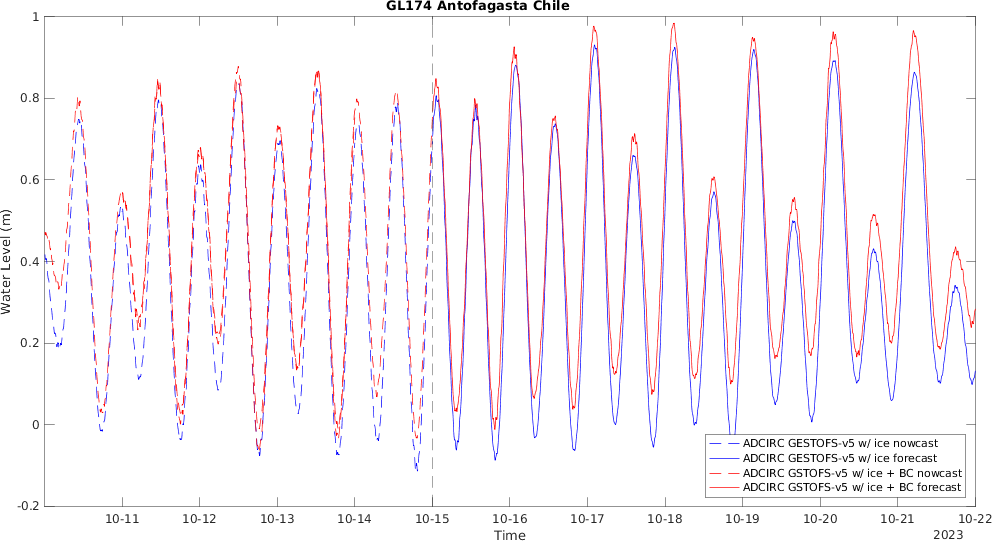 GL174 Antofagasta Chile
1
0.8
0.6
0.4
0.2
0
-0.2
Water Level (m)
10-11 10-12 10-13 10-14 10-15 10-16 10-17 10-18 10-19 10-20 10-21 10-22
Time
2023
ADCIRC GESTOFS-v5 w/ ice nowcast
ADCIRC GESTOFS-v5 w/ ice forecast
ADCIRC GSTOFS-v5 w/ ice + BC nowcast
ADCIRC GSTOFS-v5 w/ ice + BC forecast